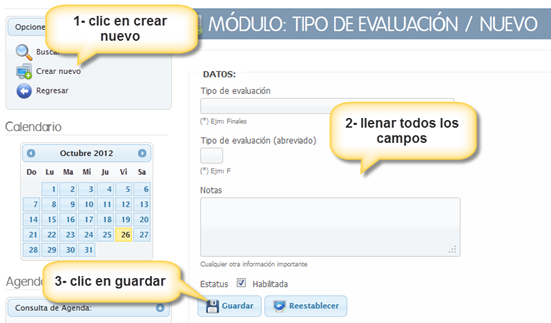 1- clic en crear nuevo
Opcione
Buscar
Crear nuevo
Regresar
Calendario
Octubre 2012
Do Lu Ma Mi Ju Vi Sa
1 2 3 4 5 6
7 8 9 10 11 12 13
14 15 16 17 18 19 20
21 22 23 24 25 26 27
28 29 30 31
Agend
Consulta de Agenda:
MÓDULO: TIPO DE EVALUACIÓN / NUEVO
DATOS:
Tipo de evaluación
(*) Ejm: Finales
2- llenar todos los campos
Tipo de evaluación (abreviado)
(*) Ejm: F
Notas
Cualquier otra información importante
Estatus Habilitada
3- clic en guardar
Guardar Reestablecer